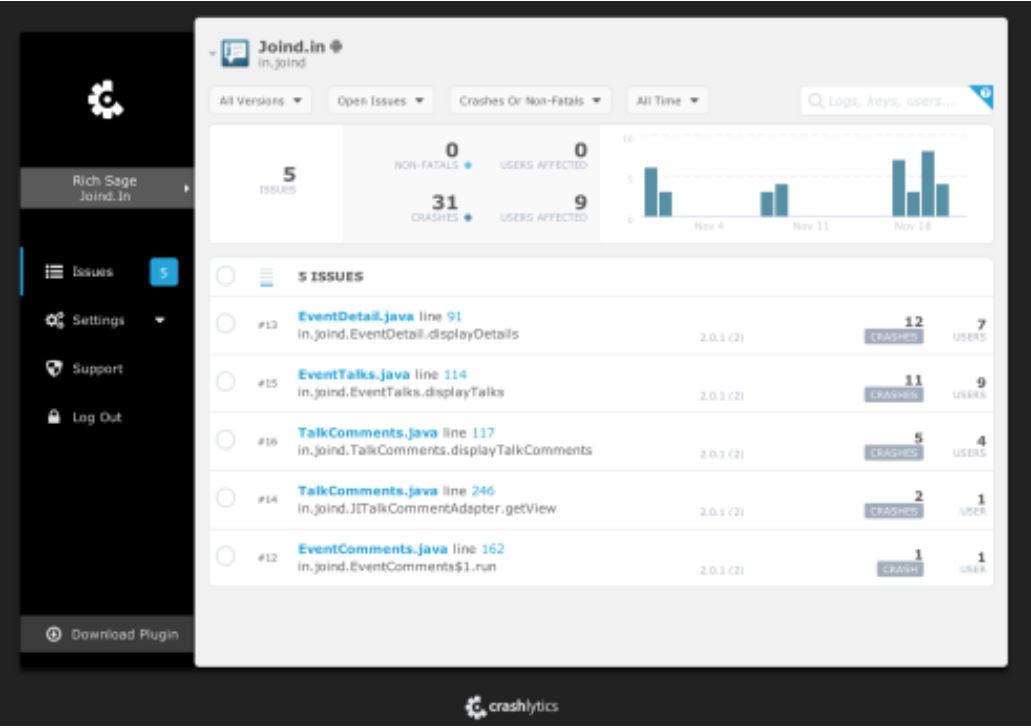 Joind.in
in.joind
All Versions
Open Issues
Crashes Or Non-Fatals
All Time
Logs, keys, users...
?
Rich Sage
Joind.In
5
ISSUES
0
NON-FATALS
0
USERS AFFECTED
31
CRASHES
9
USERS AFFECTED
10
5
0
Nov 4
Nov 11
Nov 18
Issues
5
Settings
Support
Log Out
Download Plugin
5 ISSUES
#13
EventDetail.java line 91
in.joind.EventDetail.displayDetails
2.0.1 (2)
12
CRASHES
7
USERS
#15
EventTalks.java line 114
in.joind.EventTalks.displayTalks
2.0.1 (2)
11
CRASHES
9
USERS
#16
TalkComments.java line 117
in.joind.TalkComments.displayTalkComments
2.0.1 (2)
5
CRASHES
4
USERS
#14
TalkComments.java line 246
in.joind.JITalkCommentAdapter.getView
2.0.1 (2)
2
CRASHES
1
USER
#12
EventComments.java line 162
in.joind.EventComments$1.run
2.0.1 (2)
1
CRASH
1
USER
crashlytics